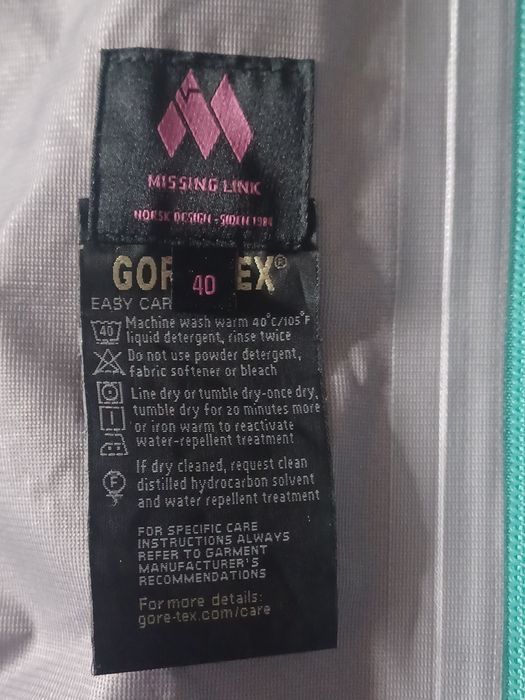 MISSING LINK
NORSK DESIGN - SIDEN 1984
GOR EX®
40
EASY CAR
40
Machine wash warm 40°C/105°F
liquid detergent, rinse twice
Do not use powder detergent,
fabric softener or bleach
Line dry or tumble dry-once dry,
tumble dry for 20 minutes more
or iron warm to reactivate
water-repellent treatment
F
If dry cleaned, request clean
distilled hydrocarbon solvent
and water repellent treatment
FOR SPECIFIC CARE
INSTRUCTIONS ALWAYS
REFER TO GARMENT
MANUFACTURER'S
RECOMMENDATIONS
For more details:
gore-tex.com/care